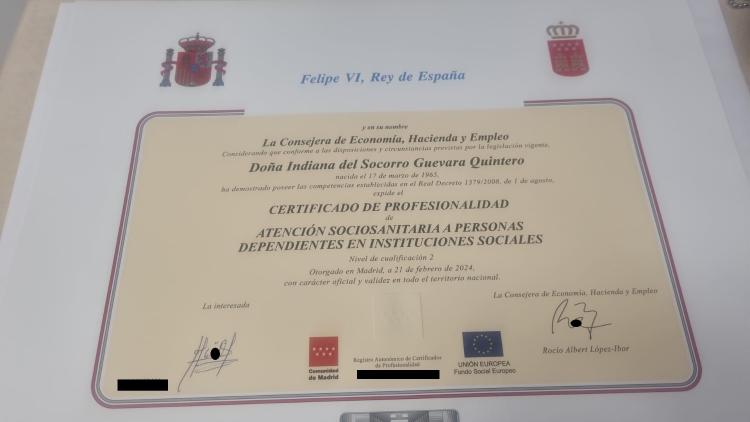 Felipe VI, Rey de España
y en su nombre
La Consejera de Economía, Hacienda y Empleo
Considerando que conforme a las disposiciones y circunstancias previstas por la legislación vigente,
Doña Indiana del Socorro Guevara Quintero
nacido el 17 de marzo de 1965,
ha demostrado poseer las competencias establecidas en el Real Decreto 1379/2008, de 1 de agosto,
expide el
CERTIFICADO DE PROFESIONALIDAD
de
ATENCIÓN SOCIOSANITARIA A PERSONAS
DEPENDIENTES EN INSTITUCIONES SOCIALES
Nivel de cualificación 2
Otorgado en Madrid, a 21 de febrero de 2024,
con carácter oficial y validez en todo el territorio nacional.
La interesada
La Consejera de Economía, Hacienda y Empleo
Rocío Albert López-Ibor
Comunidad
de Madrid
Registro Autonómico de Certificados
de Profesionalidad
UNIÓN EUROPEA
Fondo Social Europeo